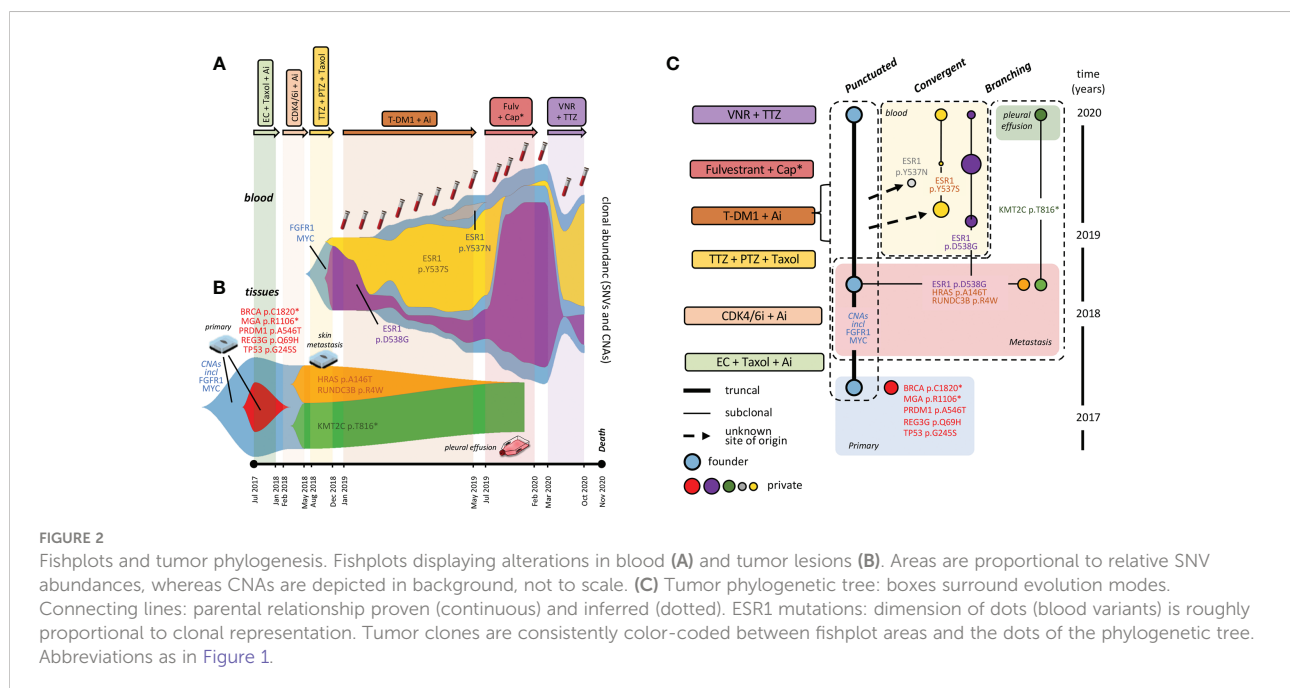 A
EC + Taxol + Ai
CDK4/6i + Ai
TTZ + PTZ + Taxol
T-DM1 + Ai
Fulv
+ Cap*
VNR
+ TTZ
blood
FGFR1
MYC
ESR1
p.Y537S
ESR1
p.Y537N
ESR1
p.D538G
clonal abundanc (SNVs and CNAs)
B
tissues
primary
BRCA p.C1820*
MGA p.R1106*
PRDM1 p.A546T
REG3G p.Q69H
TP53 p.G245S
CNAs
incl
FGFR1
MYC
skin
metastasis
HRAS p.A146T
RUNDC3B p.R4W
KMT2C p.T816*
pleural effusion
Death
Jul 2017
Jan 2018
Feb 2018
May 2018
Aug 2018
Dec 2018
Jan 2019
May 2019
Jul 2019
Feb 2020
Mar 2020
Oct 2020
Nov 2020
C
Punctuated
Convergent
Branching
time
(years)
VNR + TTZ
Fulvestrant + Cap*
T-DM1 + Ai
TTZ + PTZ + Taxol
CDK4/6i + Ai
EC + Taxol + Ai
blood
ESR1
p.Y537N
ESR1
p.Y537S
ESR1
p.D538G
pleural
effusion
KMT2C p.T816*
ESR1 p.D538G
HRAS p.A146T
RUNDC3B p.R4W
CNAs
incl
FGFR1
MYC
Metastasis
BRCA p.C1820*
MGA p.R1106*
PRDM1 p.A546T
REG3G p.Q69H
TP53 p.G245S
Primary
2020
2019
2018
2017
truncal
subclonal
unknown
site of origin
founder
private
FIGURE 2
Fishplots and tumor phylogenesis. Fishplots displaying alterations in blood (A) and tumor lesions (B). Areas are proportional to relative SNV
abundances, whereas CNAs are depicted in background, not to scale. (C) Tumor phylogenetic tree: boxes surround evolution modes.
Connecting lines: parental relationship proven (continuous) and inferred (dotted). ESR1 mutations: dimension of dots (blood variants) is roughly
proportional to clonal representation. Tumor clones are consistently color-coded between fishplot areas and the dots of the phylogenetic tree.
Abbreviations as in Figure 1.